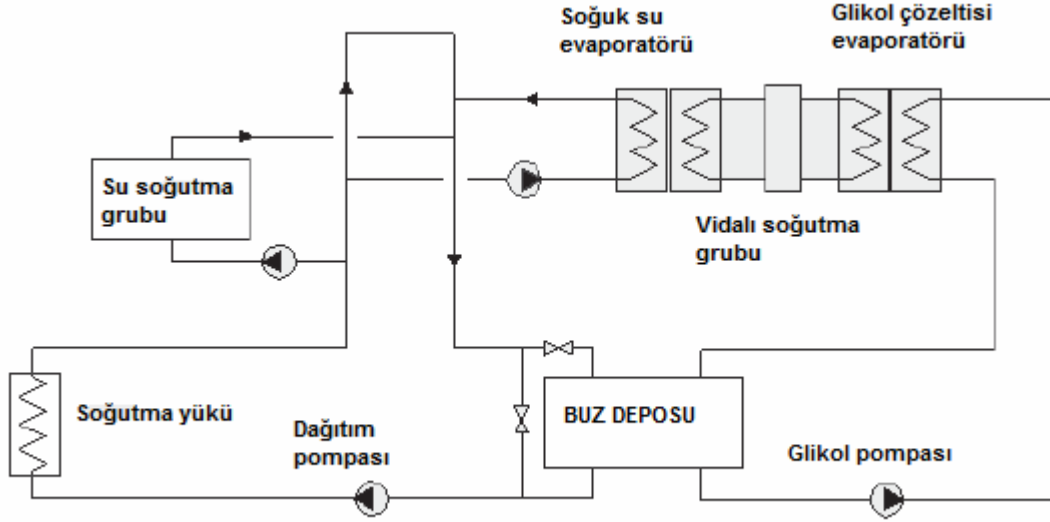 Soğuk su
evaporatörü
Glikol çözeltisi
evaporatörü
Su soğutma
grubu
Vidalı soğutma
grubu
Soğutma yükü
Dağıtım
pompası
BUZ DEPOSU
Glikol pompası